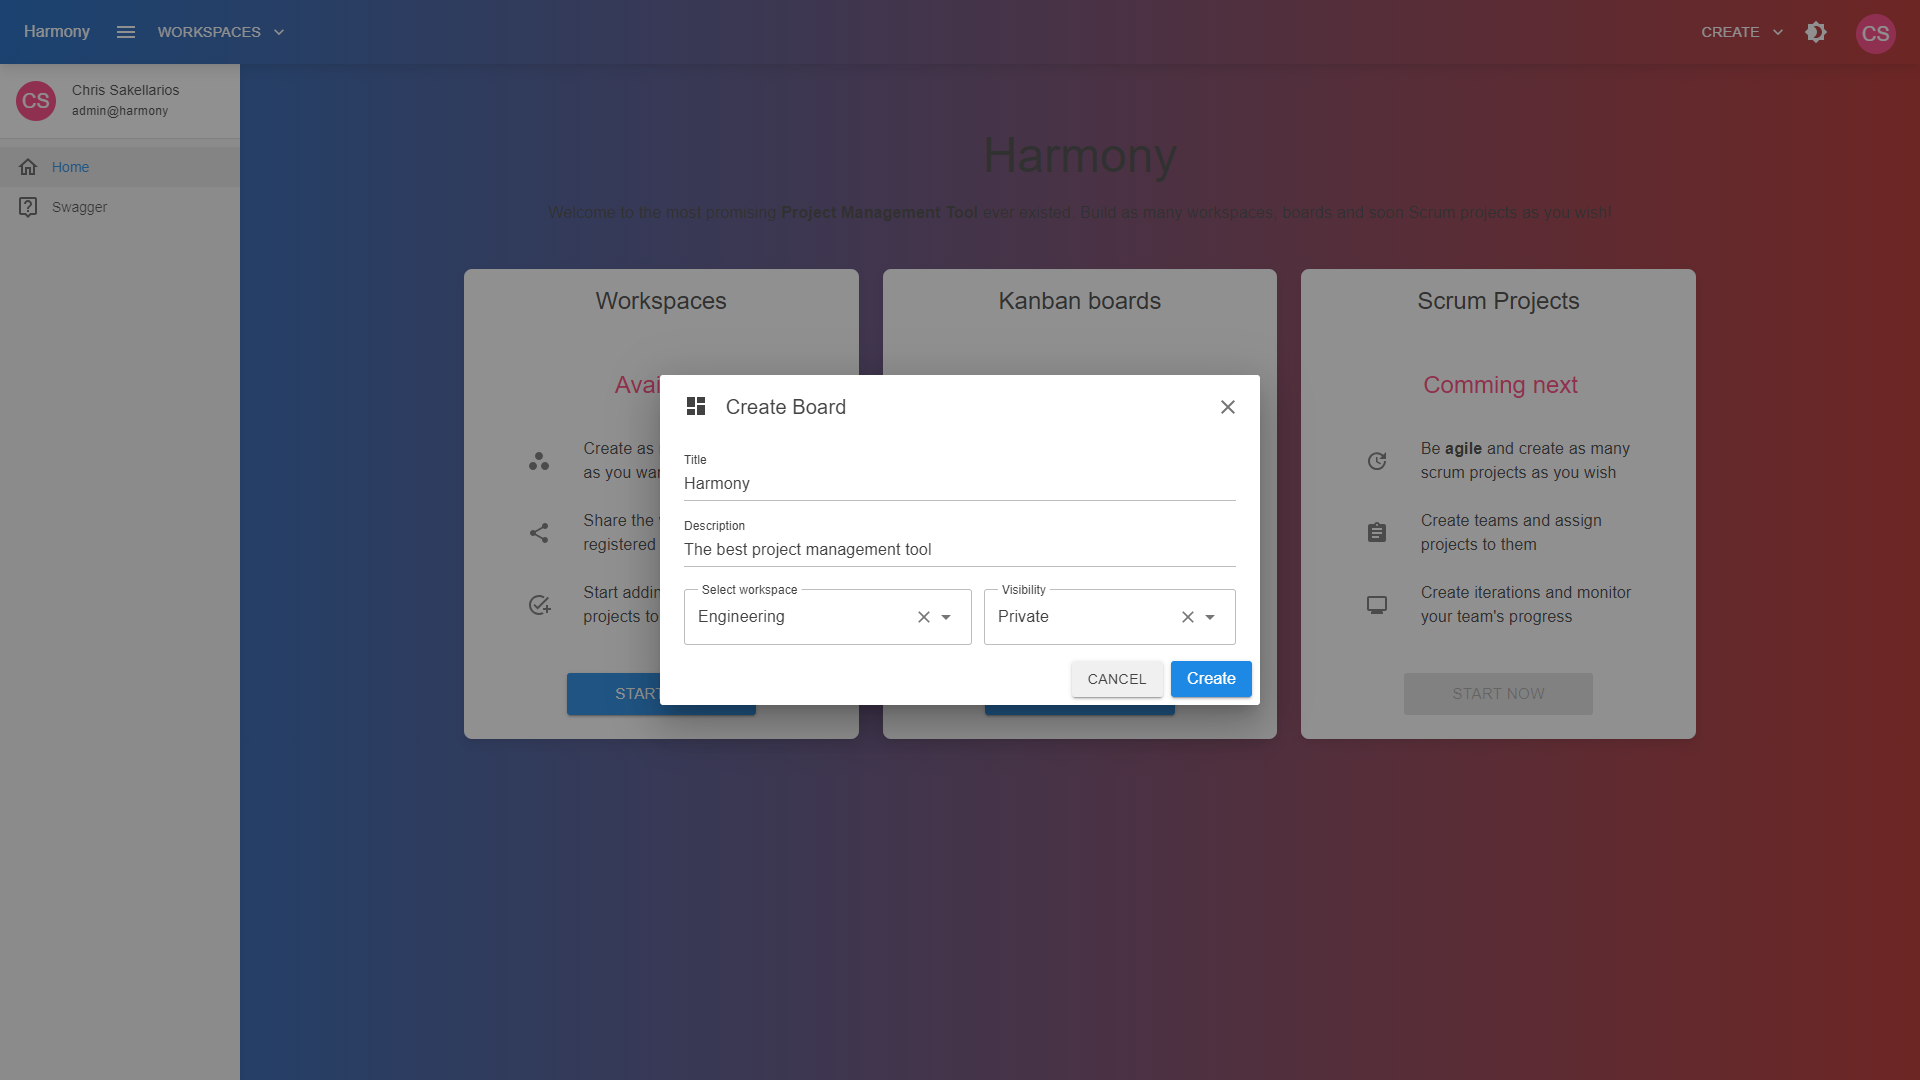 Harmony
WORKSPACES
CREATE
CS
CS
Chris Sakellarios
admin@harmony
Home
Swagger
Harmony
Welcome to the most promising Project Management Tool ever existed. Build as many workspaces, boards and soon Scrum projects as you wish!
Workspaces
Create as
as you
Share the
registered
Start
projects to
START
Kanban boards
Scrum Projects
Comming next
Be agile and create as many
scrum projects as you wish
Create teams and assign
projects to them
Create iterations and monitor
your team's progress
START NOW
Create Board
Title
Harmony
Description
The best project management tool
Select workspace
Engineering
Visibility
Private
CANCEL
Create